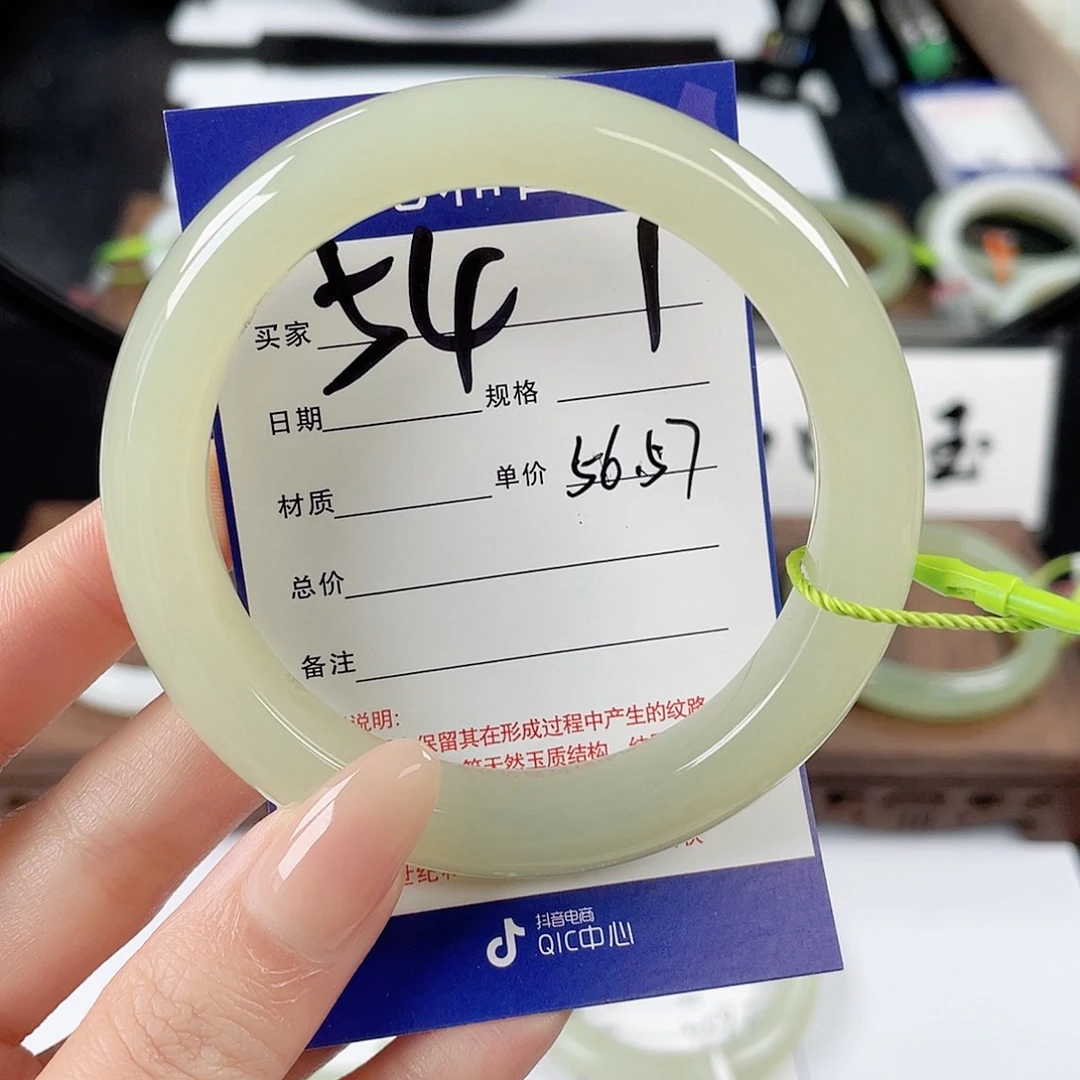 54 1
买家
日期 规格
材质 单价 56.57
总价
备注
说明:
保留其在形成过程中产生的纹路
天然玉质结构
抖音电商
QIC中心
玉